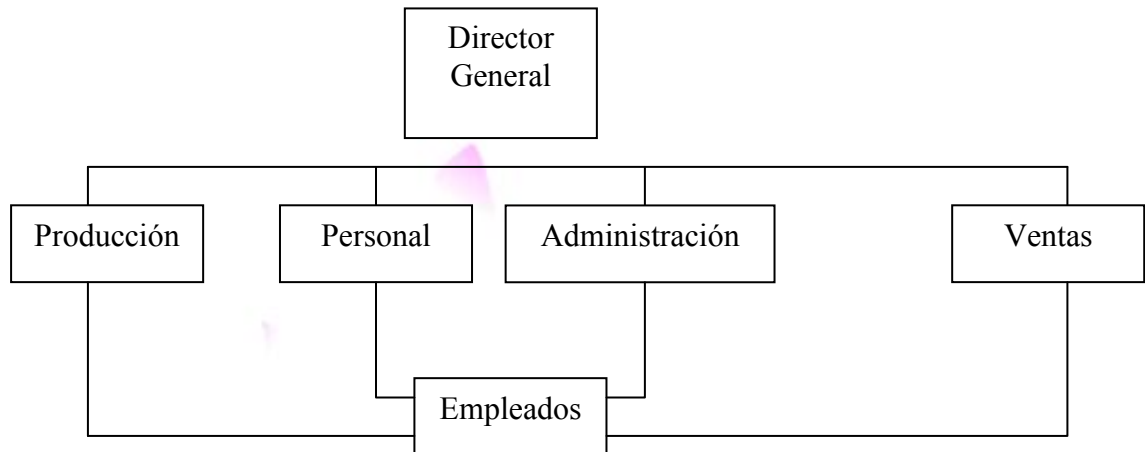 Director
General
Producción
Personal
Administración
Ventas
Empleados